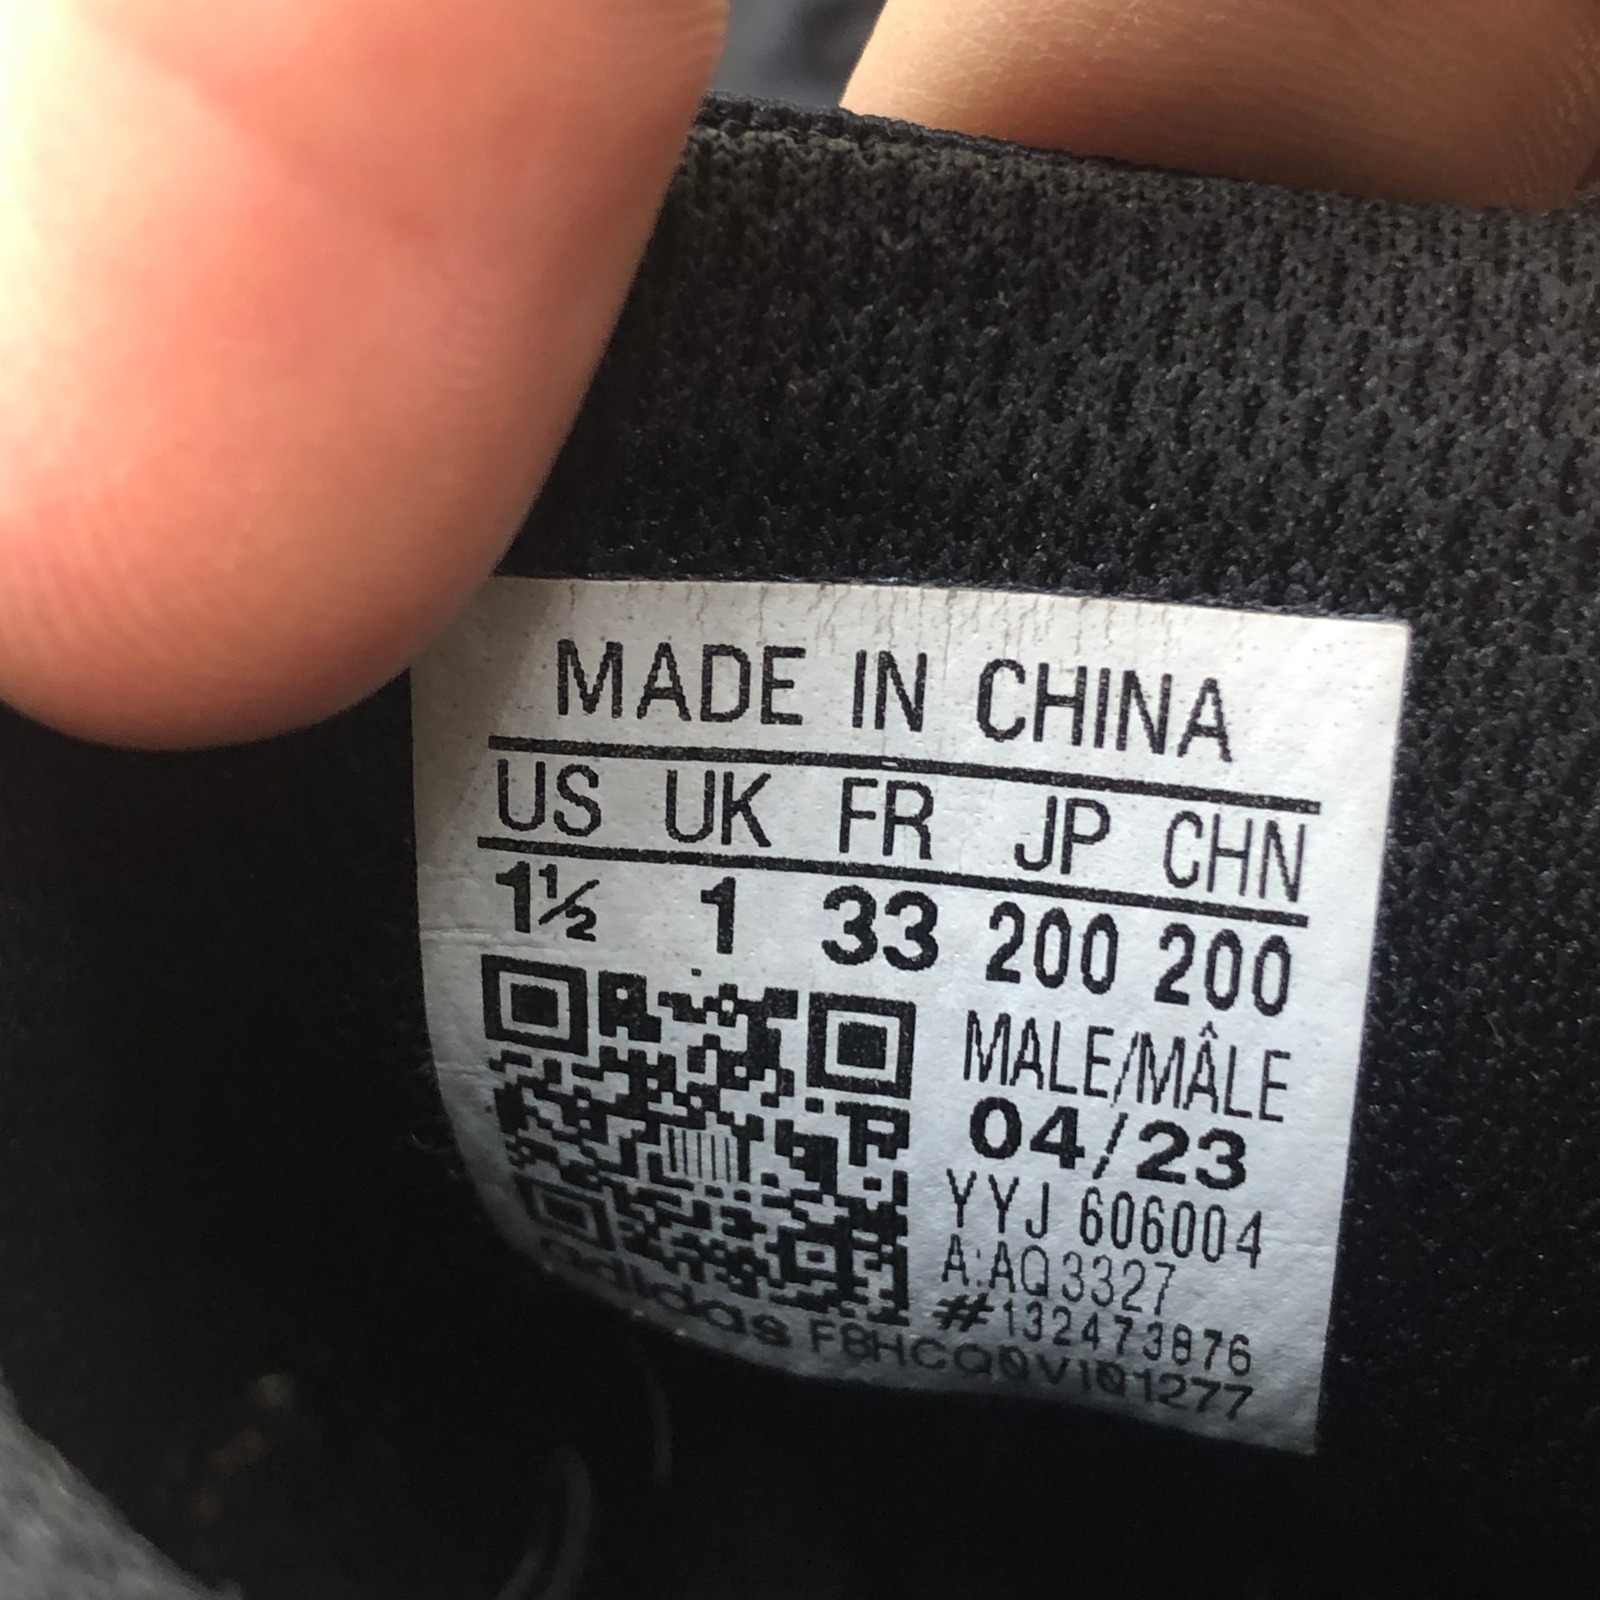 MADE IN CHINA
US UK FR JP CHN
1½ 1 33 200 200
MALE/MÂLE
04/23
YYJ 606004
A:AQ3327
#132473876
adidas F8HCQ0VI01277